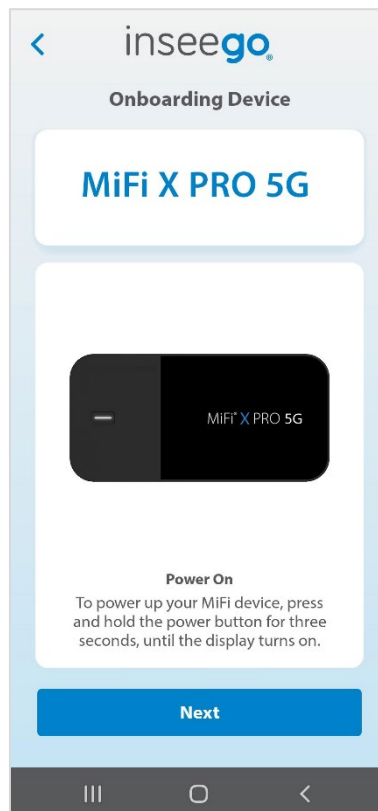 inseego®
Onboarding Device
MiFi X PRO 5G
MiFi® X PRO 5G
Power On
To power up your MiFi device, press
and hold the power button for three
seconds, until the display turns on.
Next